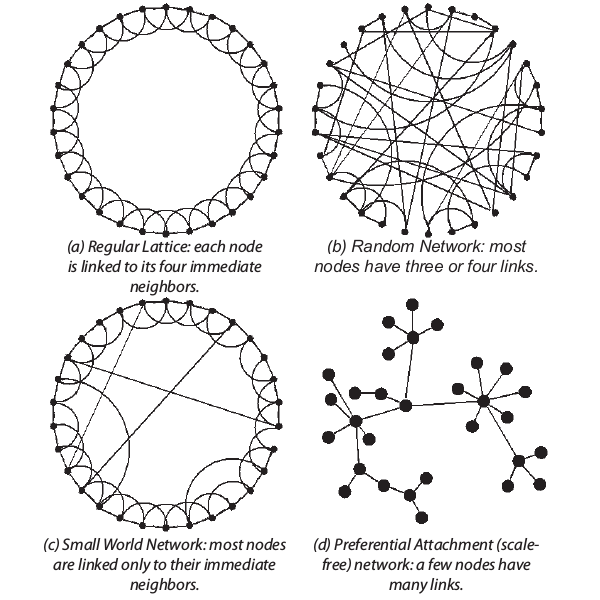 (a) Regular Lattice: each node
is linked to its four immediate
neighbors.
(b) Random Network: most
nodes have three or four links.
(c) Small World Network: most nodes
are linked only to their immediate
neighbors.
(d) Preferential Attachment (scale-
free) network: a few nodes have
many links.